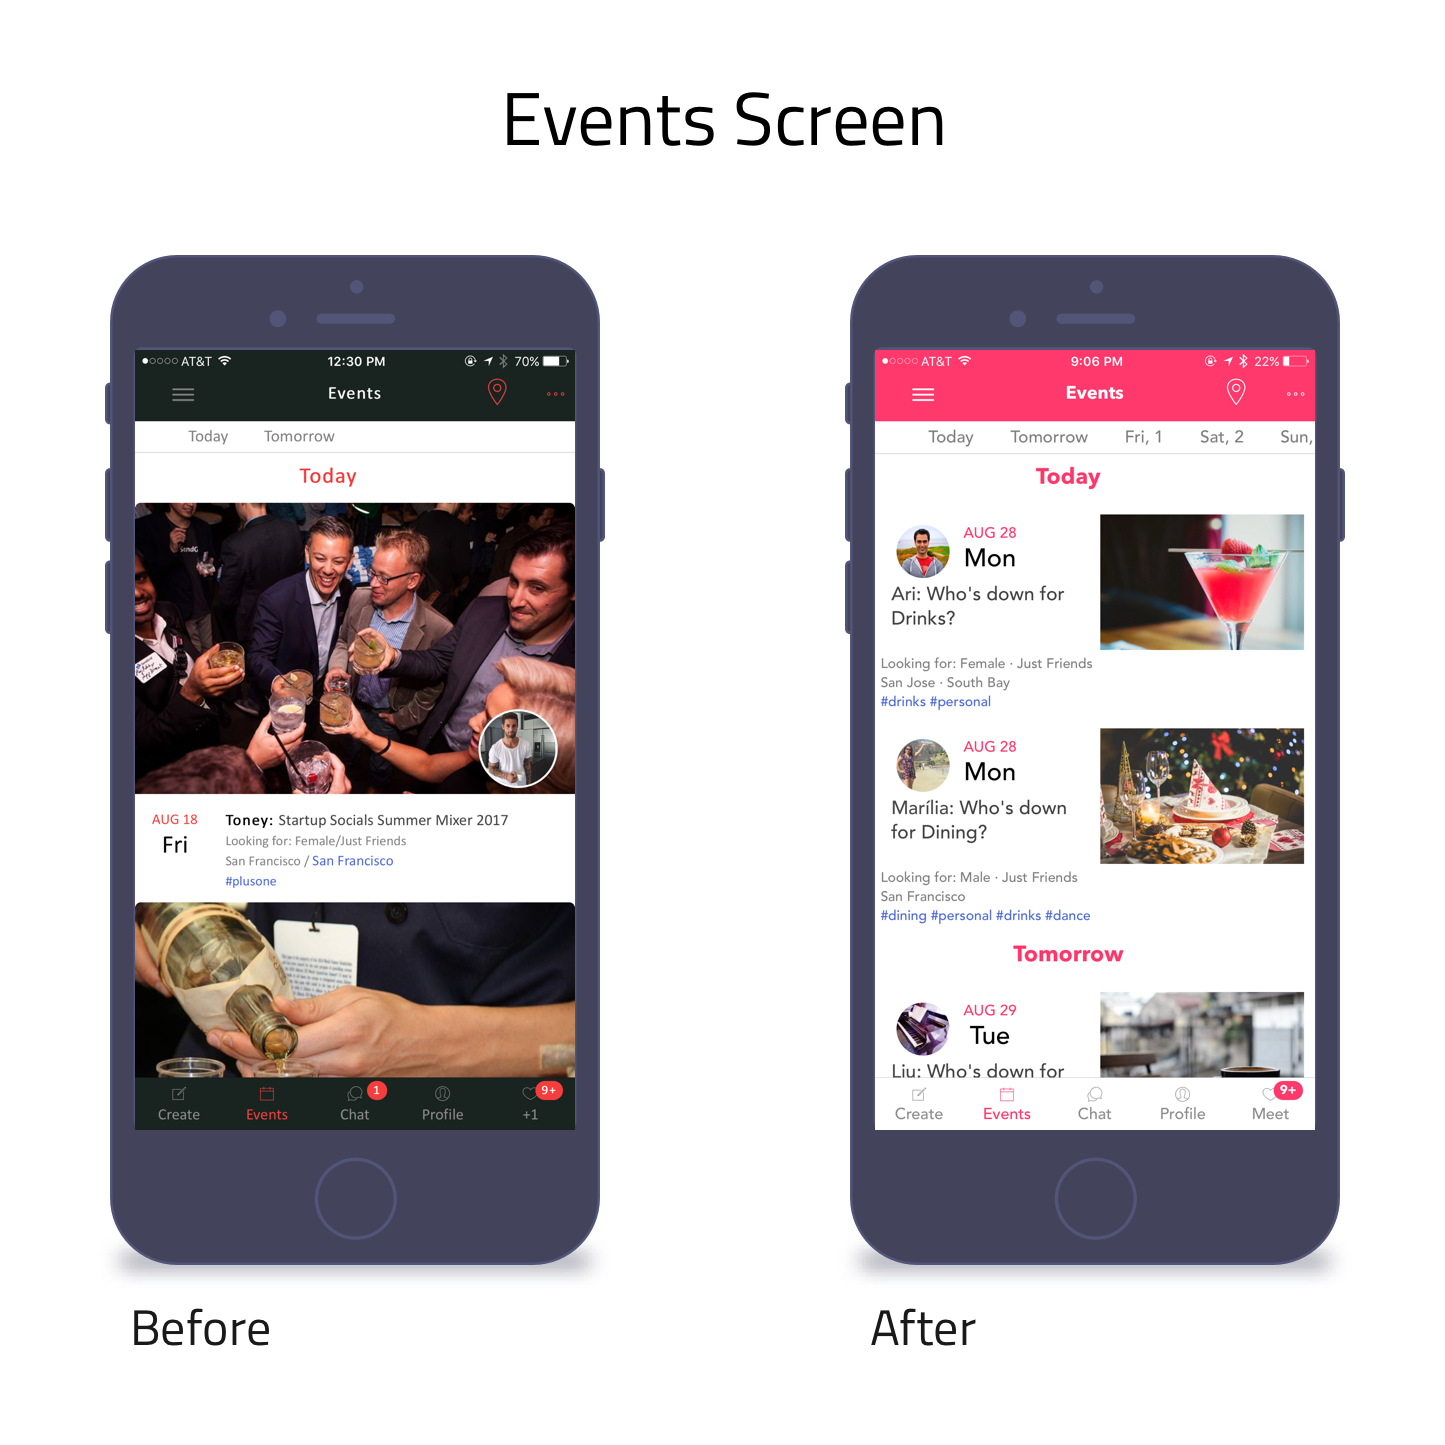 Events Screen
AT&T 12:30 PM 70%
Events
Today Tomorrow
Today
AUG 18
Fri
Toney: Startup Socials Summer Mixer 2017
Looking for: Female/Just Friends
San Francisco / San Francisco
#plusone
Create Events Chat 1 Profile +1 9+
Before
AT&T 9:06 PM 22%
Events
Today Tomorrow Fri, 1 Sat, 2 Sun,
Today
AUG 28
Mon
Ari: Who's down for
Drinks?
Looking for: Female · Just Friends
San Jose · South Bay
#drinks #personal
AUG 28
Mon
Marília: Who's down
for Dining?
Looking for: Male · Just Friends
San Francisco
#dining #personal #drinks #dance
Tomorrow
AUG 29
Tue
Liu: Who's down for
Create Events Chat Profile Meet 9+
After